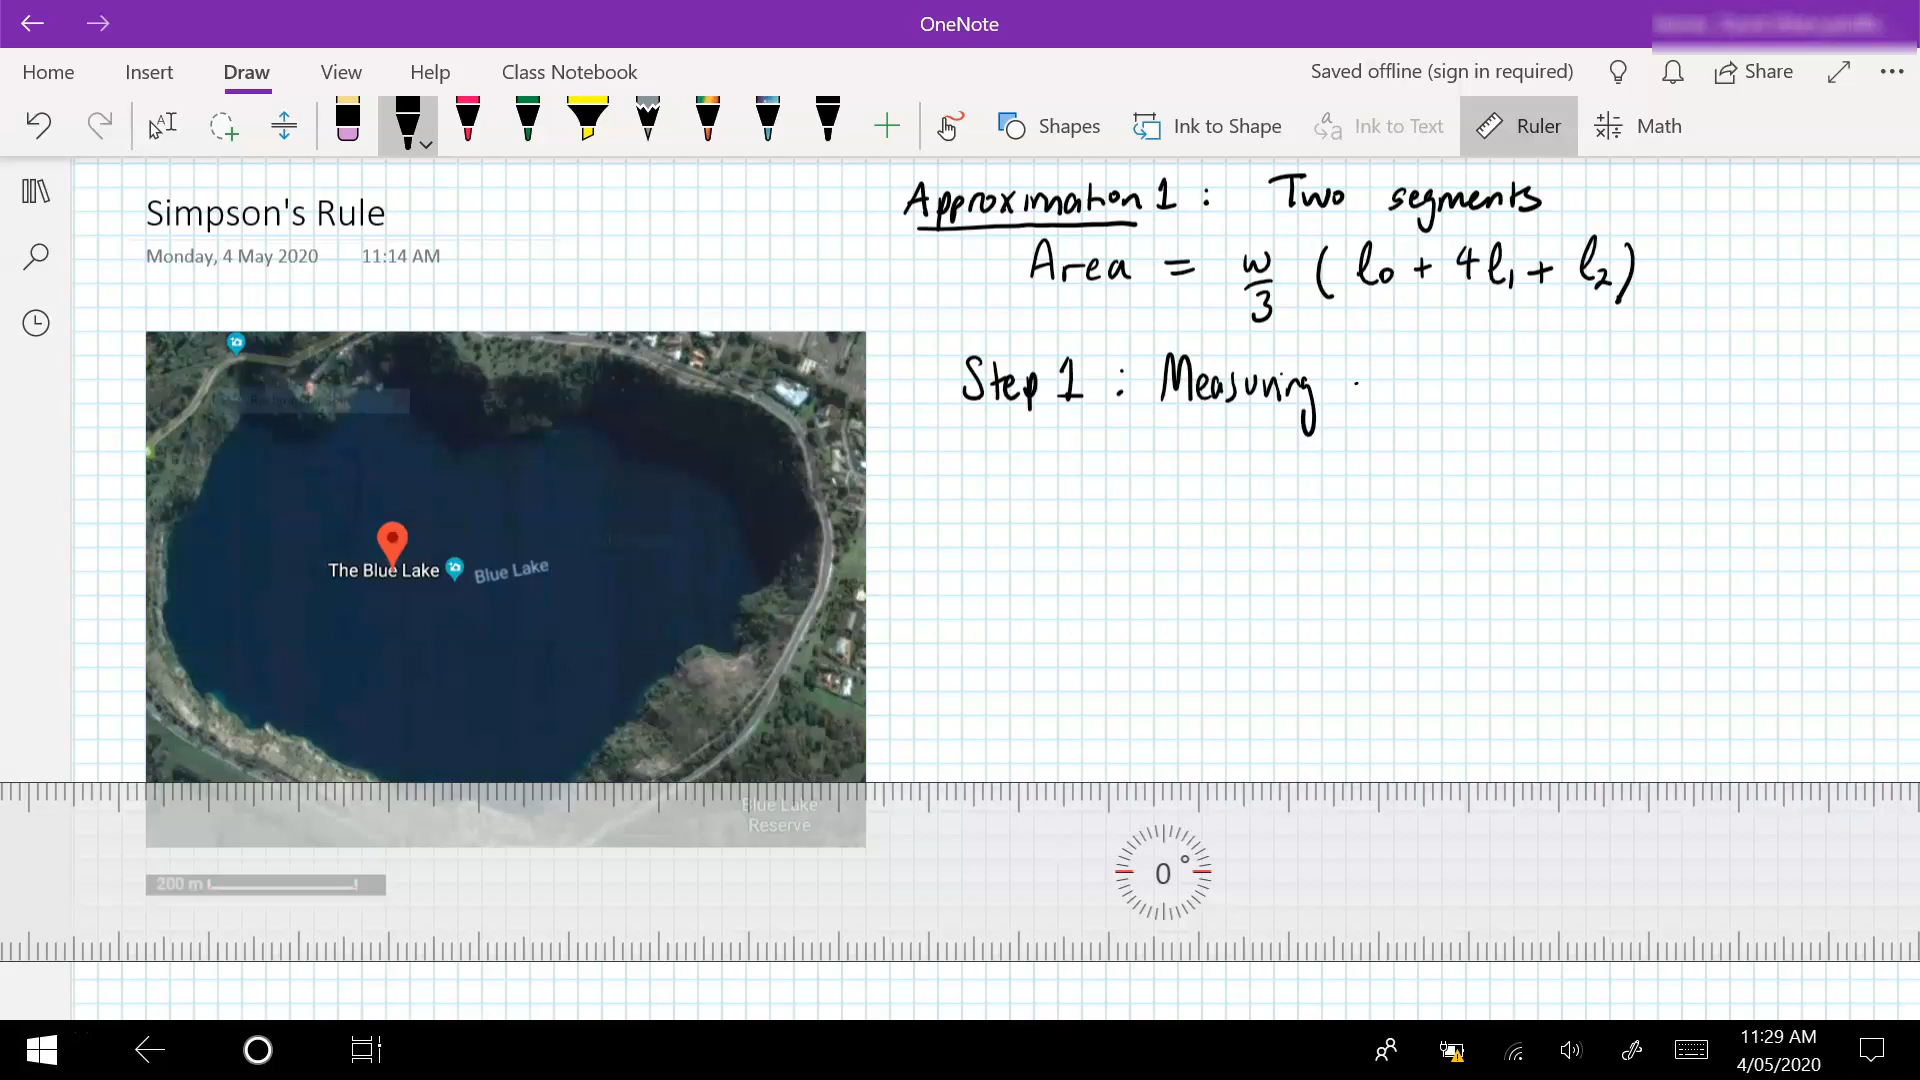 OneNote
Home Insert Draw View Help Class Notebook
Saved offline (sign in required) Share
Shapes Ink to Shape Ink to Text Ruler Math
Simpson's Rule
Monday, 4 May 2020 11:14 AM
Approximation 1 : Two segments
Area = w/3 ( l0 + 4l1 + l2 )
Step 1 : Measuring
The Blue Lake
Blue Lake
Blue Lake
Reserve
200 m
0°
11:29 AM
4/05/2020